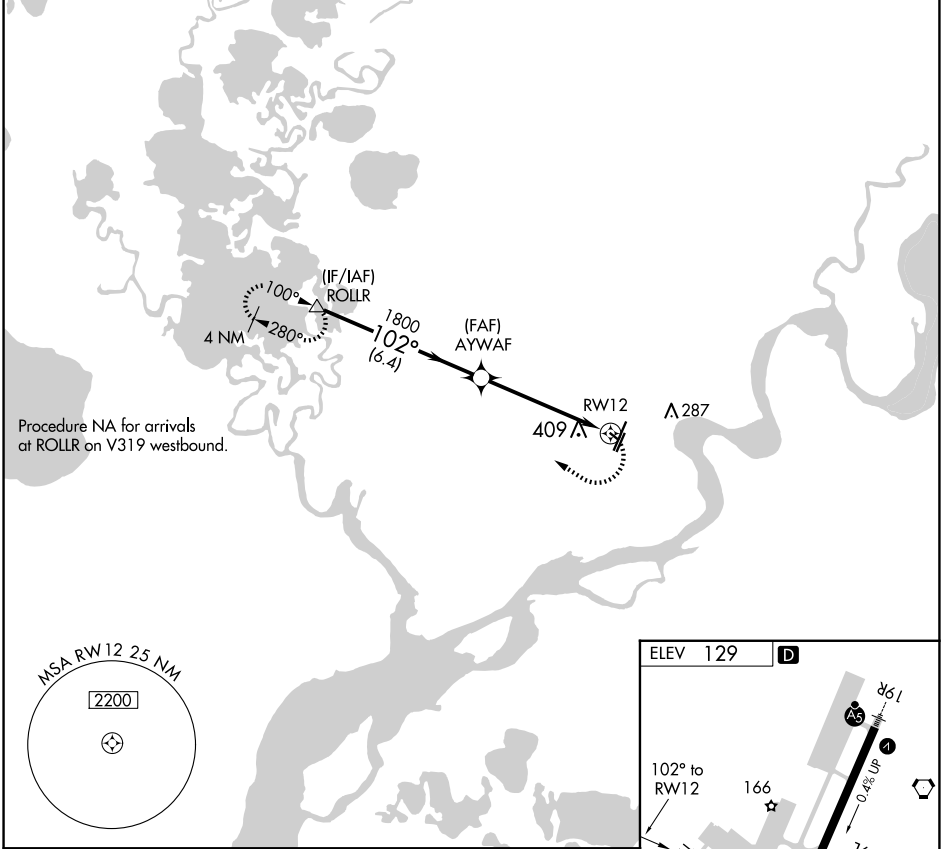 (IF/IAF)
ROLLR
100°
280°
4 NM
1800
102°
(6.4)
(FAF)
AYWAF
RW12
409
287
Procedure NA for arrivals
at ROLLR on V319 westbound.
MSA RW12 25 NM
2200
ELEV 129
D
19R
A5
0.4% UP
102° to
RW12
166